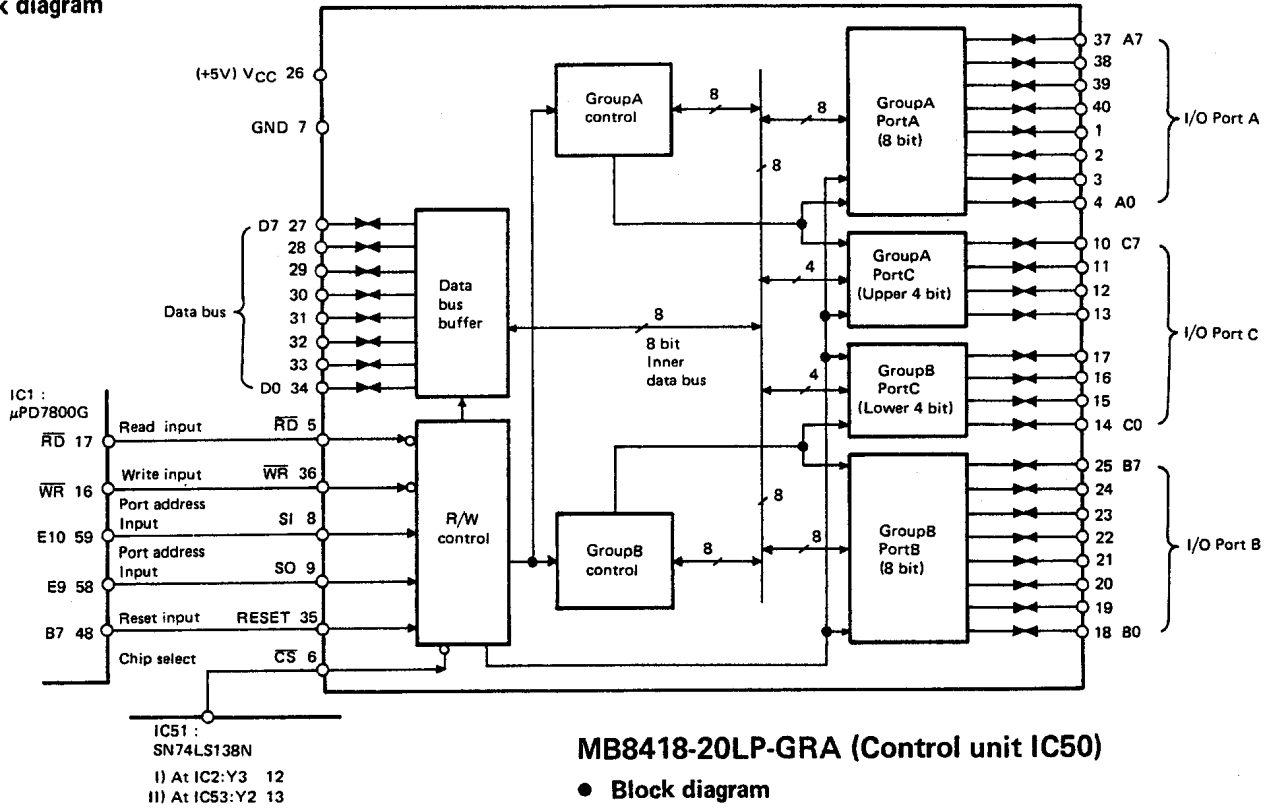 k diagram
(+5V) VCC 26
GND 7
D7 27
28
29
30
31
32
33
D0 34
Data bus
Data
bus
buffer
GroupA
control
8
8
8
GroupA
PortA
(8 bit)
37 A7
38
39
40
1
2
3
4 A0
I/O Port A
4
GroupA
PortC
(Upper 4 bit)
10 C7
11
12
13
8
8 bit
Inner
data bus
4
GroupB
PortC
(Lower 4 bit)
17
16
15
14 C0
I/O Port C
IC1 :
μPD7800G
RD 17
Read input
RD 5
WR 16
Write input
WR 36
Port address
Input
E10 59
SI 8
Port address
Input
E9 58
SO 9
B7 48
Reset input
RESET 35
Chip select
CS 6
R/W
control
GroupB
control
8
8
8
GroupB
PortB
(8 bit)
25 B7
24
23
22
21
20
19
18 B0
I/O Port B
IC51 :
SN74LS138N
I) At IC2:Y3 12
II) At IC53:Y2 13
MB8418-20LP-GRA (Control unit IC50)
● Block diagram